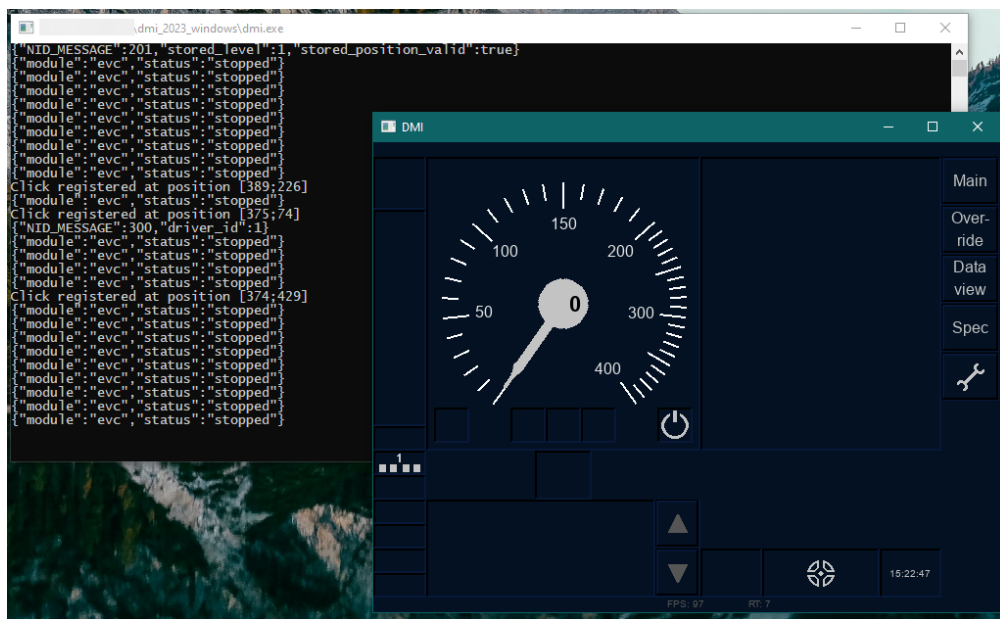 \dmi_2023_windows\dmi.exe
{"NID_MESSAGE":201,"stored_level":1,"stored_position_valid":true}
{"module":"evc","status":"stopped"}
{"module":"evc","status":"stopped"}
{"module":"evc","status":"stopped"}
{"module":"evc","status":"stopped"}
{"module":"evc","status":"stopped"}
{"module":"evc","status":"stopped"}
{"module":"evc","status":"stopped"}
{"module":"evc","status":"stopped"}
{"module":"evc","status":"stopped"}
Click registered at position [389;226]
{"module":"evc","status":"stopped"}
Click registered at position [375;74]
{"NID_MESSAGE":300,"driver_id":1}
{"module":"evc","status":"stopped"}
{"module":"evc","status":"stopped"}
{"module":"evc","status":"stopped"}
{"module":"evc","status":"stopped"}
Click registered at position [374;429]
{"module":"evc","status":"stopped"}
{"module":"evc","status":"stopped"}
{"module":"evc","status":"stopped"}
{"module":"evc","status":"stopped"}
{"module":"evc","status":"stopped"}
{"module":"evc","status":"stopped"}
{"module":"evc","status":"stopped"}
{"module":"evc","status":"stopped"}
{"module":"evc","status":"stopped"}
DMI
0
50
100
150
200
300
400
1
Main
Over-
ride
Data
view
Spec
15:22:47
FPS: 97
RT: 7